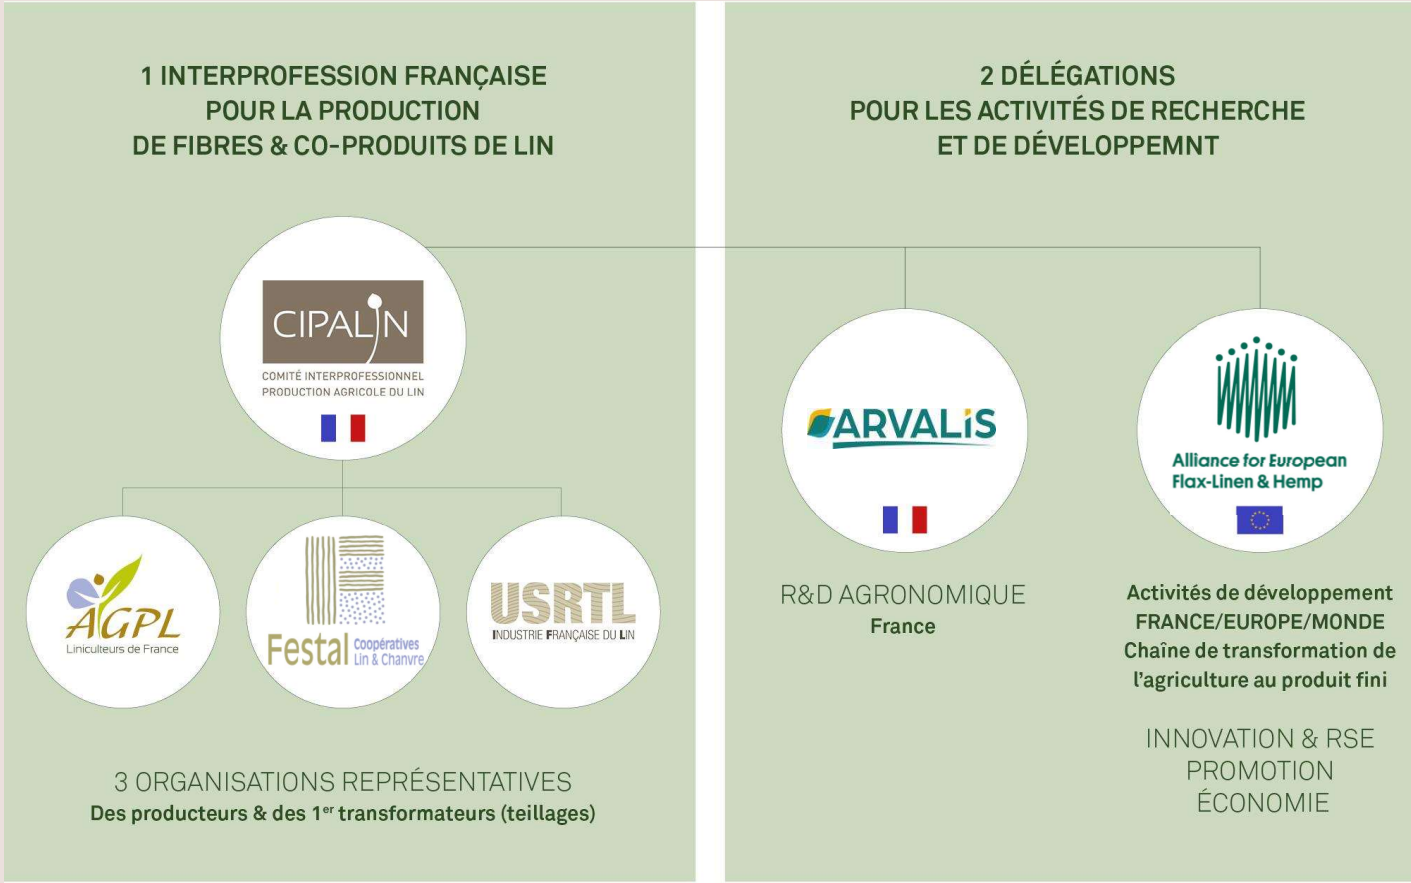 1 INTERPROFESSION FRANÇAISE
POUR LA PRODUCTION
DE FIBRES & CO-PRODUITS DE LIN
CIPALIN
COMITÉ INTERPROFESSIONNEL
PRODUCTION AGRICOLE DU LIN
AGPL
Liniculteurs de France
Festal Coopératives
Lin & Chanvre
USRTL
INDUSTRIE FRANÇAISE DU LIN
3 ORGANISATIONS REPRÉSENTATIVES
Des producteurs & des 1er transformateurs (teillages)
2 DÉLÉGATIONS
POUR LES ACTIVITÉS DE RECHERCHE
ET DE DÉVELOPPEMNT
ARVALiS
R&D AGRONOMIQUE
France
Alliance for European
Flax-Linen & Hemp
Activités de développement
FRANCE/EUROPE/MONDE
Chaîne de transformation de
l'agriculture au produit fini
INNOVATION & RSE
PROMOTION
ÉCONOMIE